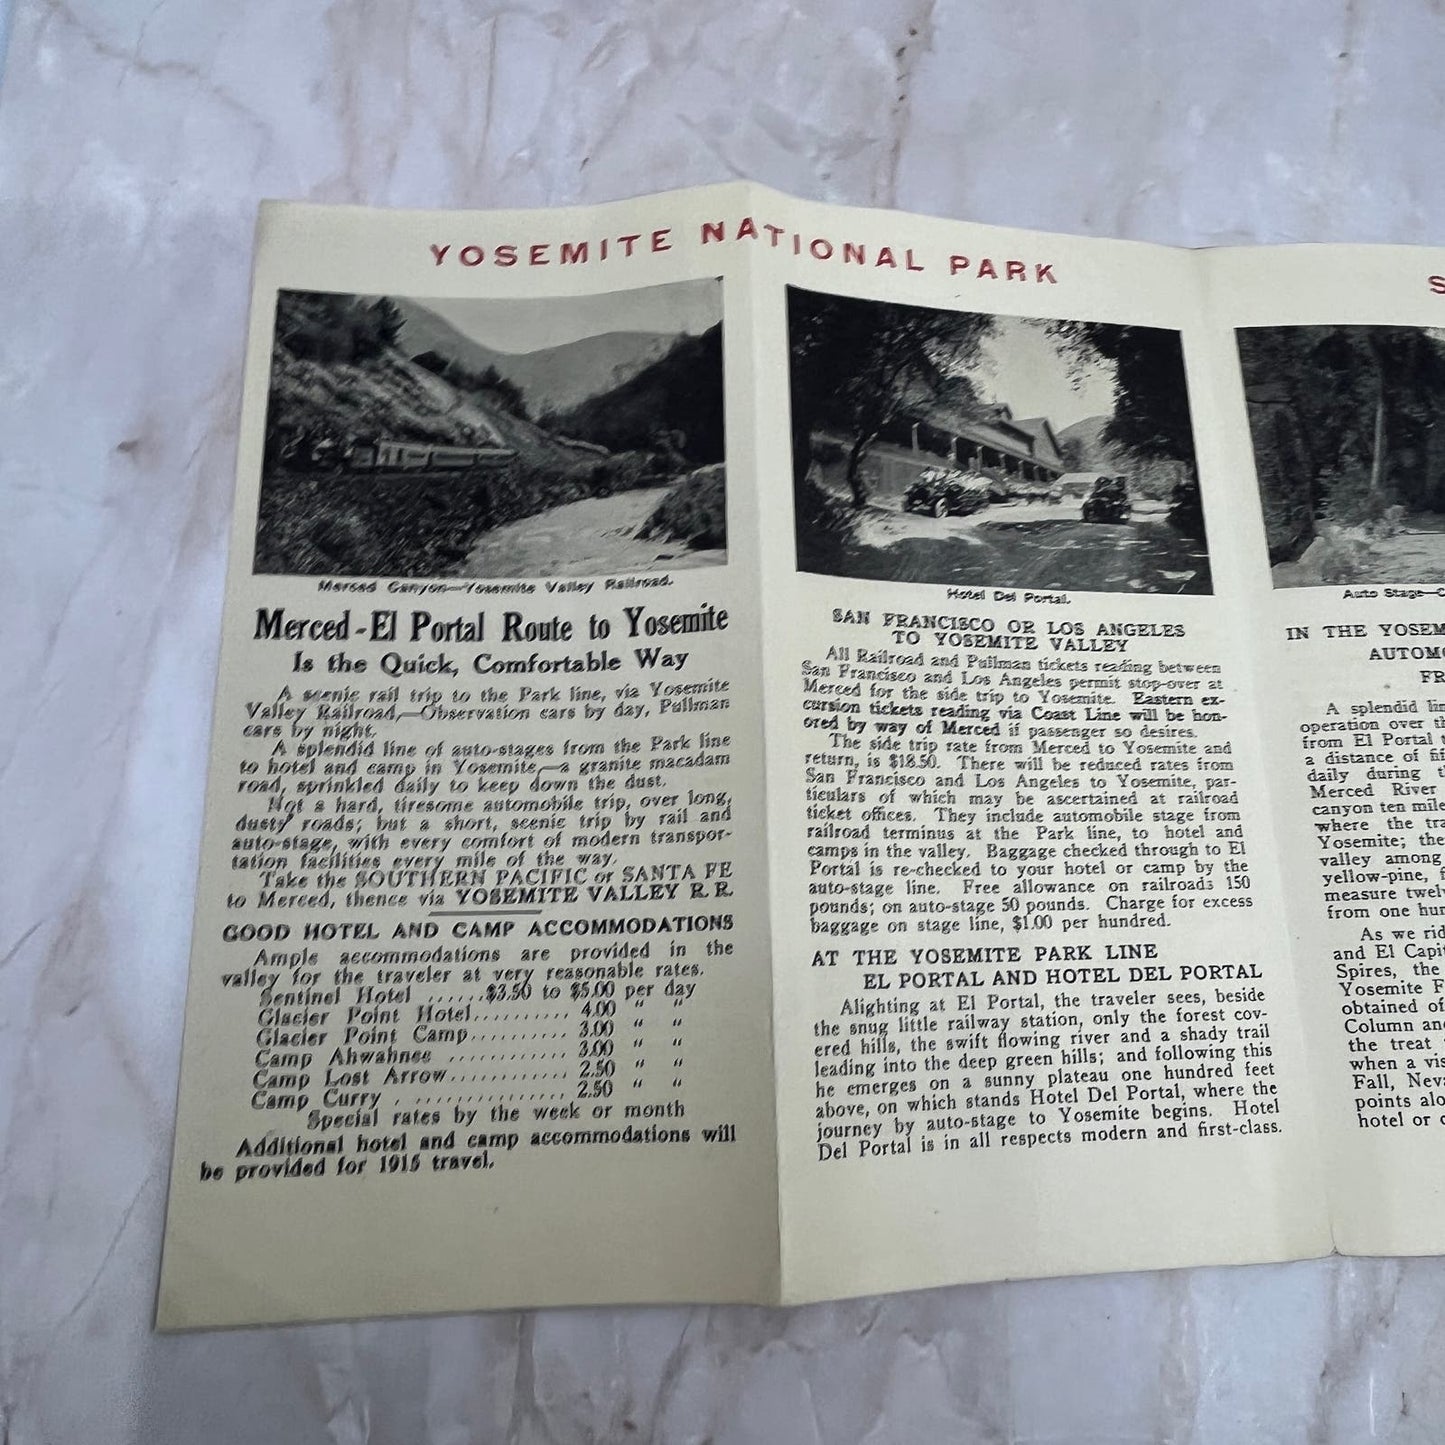 YOSEMITE NATIONAL PARK
S
Merced Canyon—Yosemite Valley Railroad.
Merced-El Portal Route to Yosemite
Is the Quick, Comfortable Way
A scenic rail trip to the Park line, via Yosemite
Valley Railroad,—Observation cars by day, Pullman
cars by night.
A splendid line of auto-stages from the Park line
to hotel and camp in Yosemite,—a granite macadam
road, sprinkled daily to keep down the dust.
Not a hard, tiresome automobile trip, over long,
dusty roads; but a short, scenic trip by rail and
auto-stage, with every comfort of modern transpor-
tation facilities every mile of the way.
Take the SOUTHERN PACIFIC or SANTA FE
to Merced, thence via YOSEMITE VALLEY R. R.
GOOD HOTEL AND CAMP ACCOMMODATIONS
Ample accommodations are provided in the
valley for the traveler at very reasonable rates.
Sentinel Hotel ......$3.50 to $5.00 per day
Glacier Point Hotel.......... 4.00 " "
Glacier Point Camp.......... 3.00 " "
Camp Ahwahnee ............ 3.00 " "
Camp Lost Arrow............ 2.50 " "
Camp Curry ................ 2.50 " "
Special rates by the week or month
Additional hotel and camp accommodations will
be provided for 1915 travel.
Hotel Del Portal.
SAN FRANCISCO OR LOS ANGELES
TO YOSEMITE VALLEY
All Railroad and Pullman tickets reading between
San Francisco and Los Angeles permit stop-over at
Merced for the side trip to Yosemite. Eastern ex-
cursion tickets reading via Coast Line will be hon-
ored by way of Merced if passenger so desires.
The side trip rate from Merced to Yosemite and
return, is $18.50. There will be reduced rates from
San Francisco and Los Angeles to Yosemite, par-
ticulars of which may be ascertained at railroad
ticket offices. They include automobile stage from
railroad terminus at the Park line, to hotel and
camps in the valley. Baggage checked through to El
Portal is re-checked to your hotel or camp by the
auto-stage line. Free allowance on railroads 150
pounds; on auto-stage 50 pounds. Charge for excess
baggage on stage line, $1.00 per hundred.
AT THE YOSEMITE PARK LINE
EL PORTAL AND HOTEL DEL PORTAL
Alighting at El Portal, the traveler sees, beside
the snug little railway station, only the forest cov-
ered hills, the swift flowing river and a shady trail
leading into the deep green hills; and following this
he emerges on a sunny plateau one hundred feet
above, on which stands Hotel Del Portal, where the
journey by auto-stage to Yosemite begins. Hotel
Del Portal is in all respects modern and first-class.
Auto Stage—
IN THE YOSEM
AUTOMO
FR
A splendid lin
operation over th
from El Portal t
a distance of fif
daily during th
Merced River
canyon ten mile
where the tra
Yosemite; the
valley among
yellow-pine, f
measure twel
from one hun
As we rid
and El Capi
Spires, the
Yosemite F
obtained of
Column an
the treat
when a vis
Fall, Neva
points alo
hotel or c